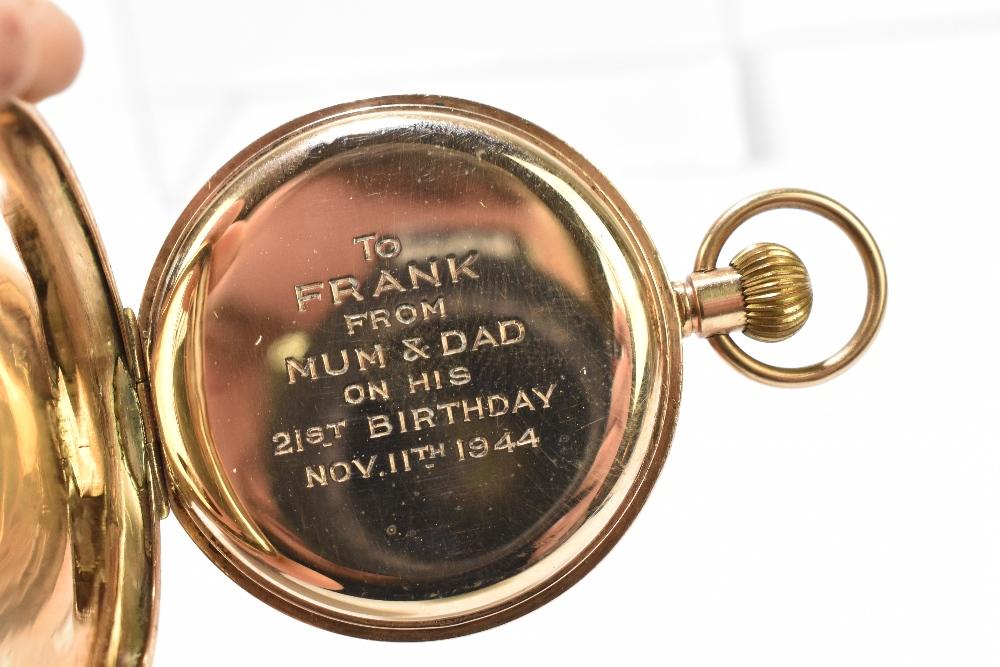 TO
FRANK
FROM
MUM & DAD
ON HIS
21ST BIRTHDAY
NOV. 11TH 1944